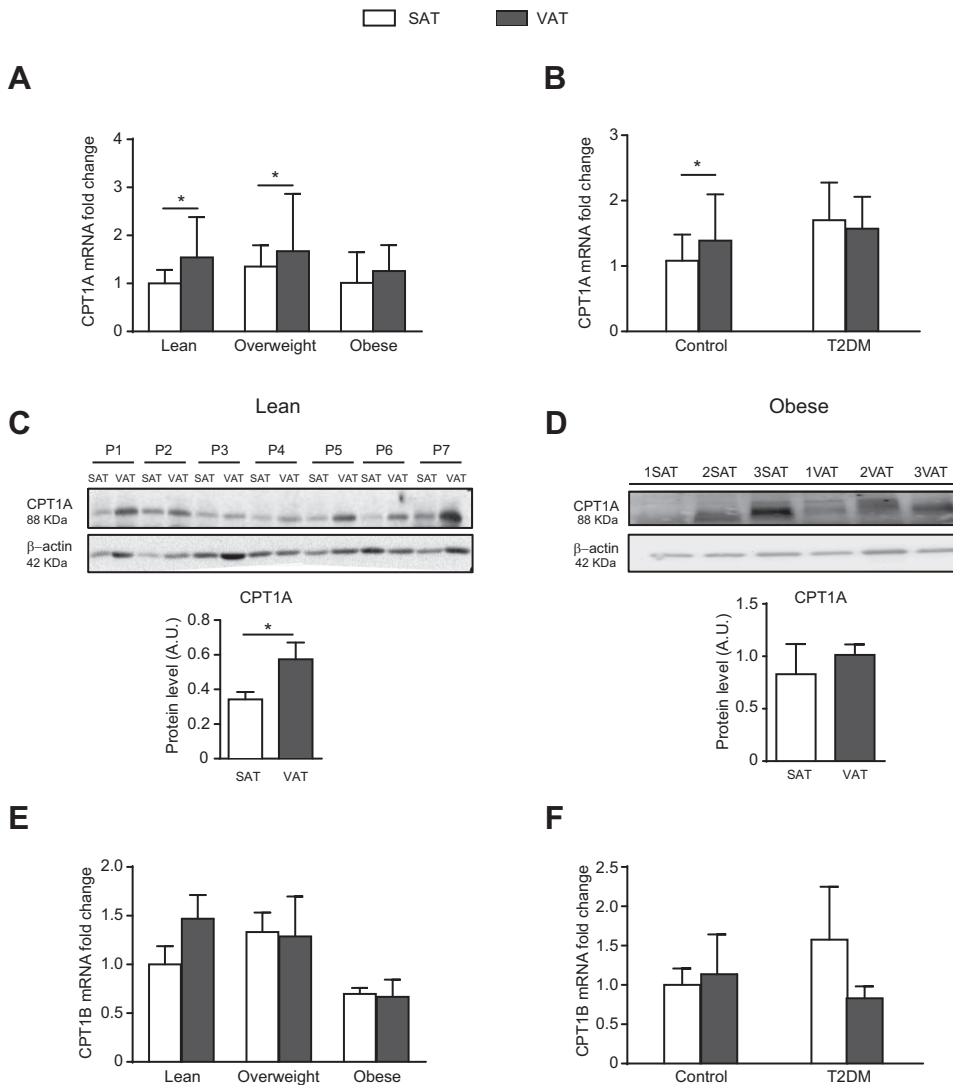 SAT VAT
A
CPT1A mRNA fold change
4
3
2
1
0
*
*
Lean Overweight Obese
B
CPT1A mRNA fold change
3
2
1
0
*
Control T2DM
C
Lean
P1 P2 P3 P4 P5 P6 P7
SAT VAT SAT VAT SAT VAT SAT VAT SAT VAT SAT VAT SAT VAT
CPT1A
88 KDa
β–actin
42 KDa
CPT1A
Protein level (A.U.)
0.8
0.6
0.4
0.2
0
*
SAT VAT
D
Obese
1SAT 2SAT 3SAT 1VAT 2VAT 3VAT
CPT1A
88 KDa
β–actin
42 KDa
CPT1A
Protein level (A.U.)
1.5
1.0
0.5
0
SAT VAT
E
CPT1B mRNA fold change
2.0
1.5
1.0
0.5
0.0
Lean Overweight Obese
F
CPT1B mRNA fold change
2.5
2.0
1.5
1.0
0.5
0.0
Control T2DM